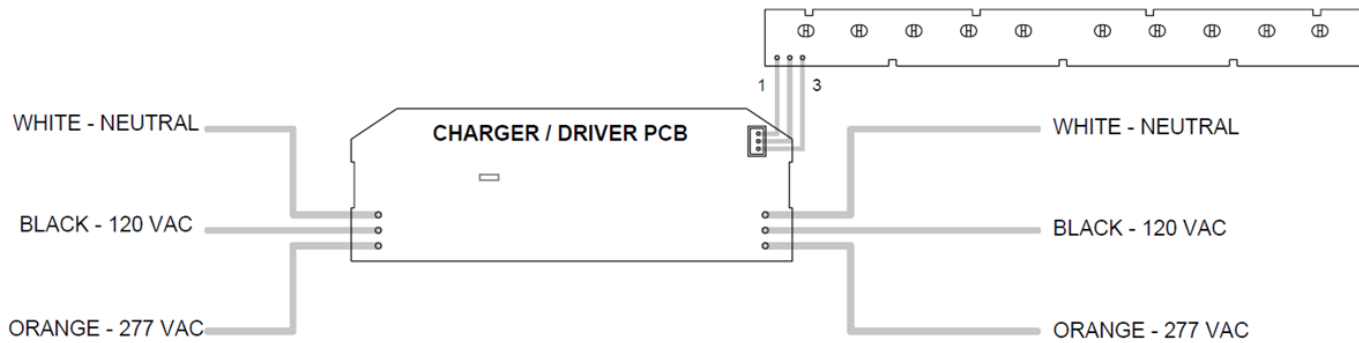 1 3
WHITE - NEUTRAL
CHARGER / DRIVER PCB
WHITE - NEUTRAL
BLACK - 120 VAC
BLACK - 120 VAC
ORANGE - 277 VAC
ORANGE - 277 VAC